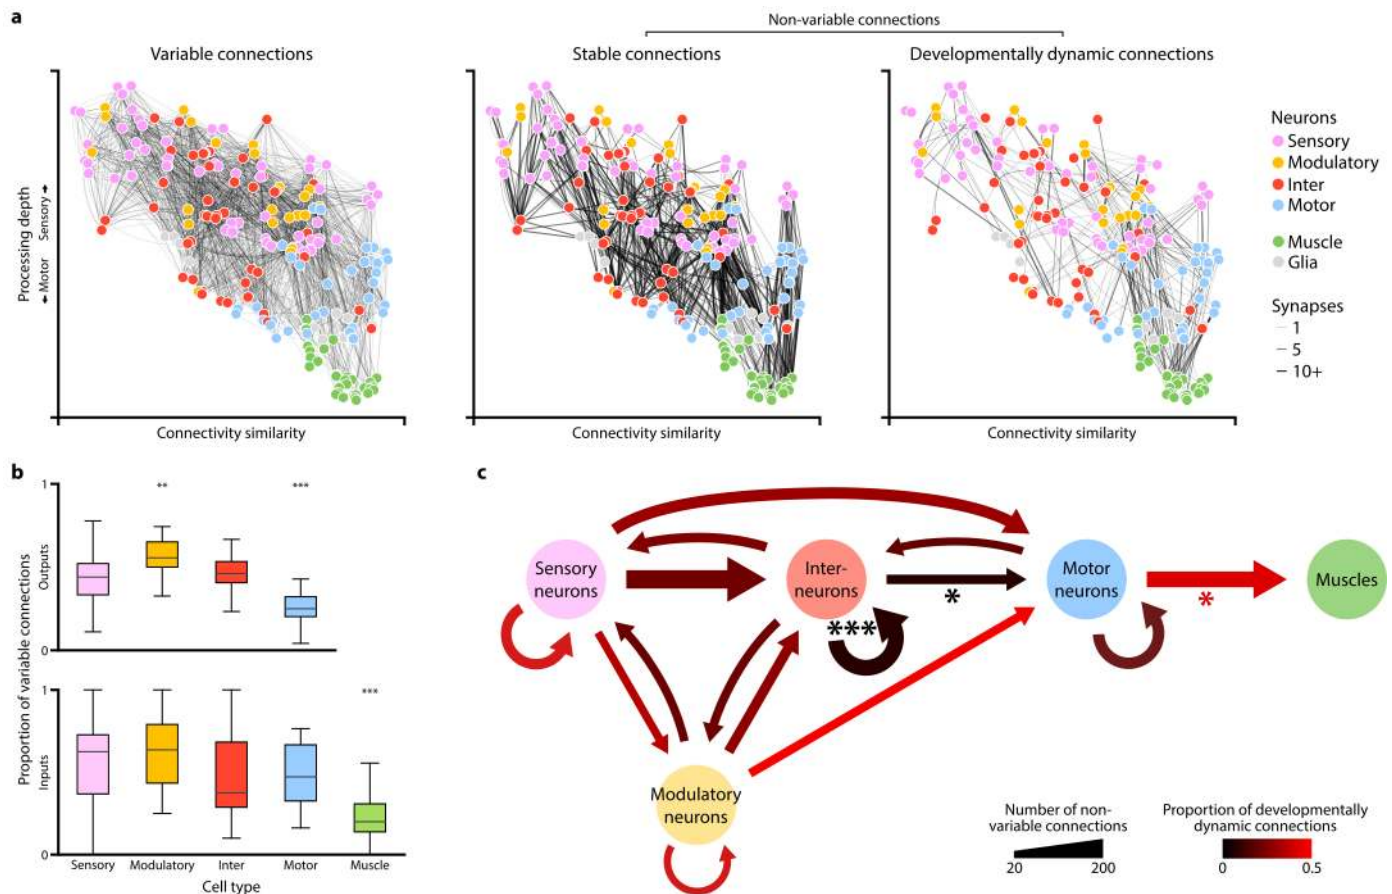 a
Non-variable connections
Variable connections
Stable connections
Developmentally dynamic connections
Processing depth
← Motor Sensory →
Connectivity similarity
Connectivity similarity
Connectivity similarity
Neurons
Sensory
Modulatory
Inter
Motor
Muscle
Glia
Synapses
1
5
10+
b
Proportion of variable connections
Outputs
1
0
**
***
Inputs
1
0
***
Sensory
Modulatory
Inter
Motor
Muscle
Cell type
c
Sensory
neurons
Inter-
neurons
Motor
neurons
Muscles
Modulatory
neurons
***
*
*
Number of non-
variable connections
20
200
Proportion of developmentally
dynamic connections
0
0.5